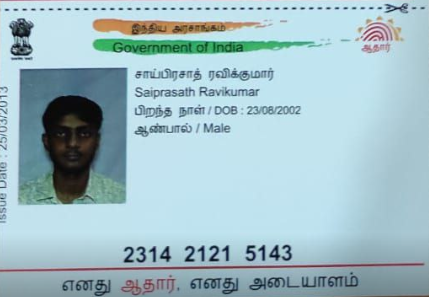 இந்திய அரசாங்கம்
Government of India
ஆதார்
Issue Date : 25/03/2013
சாய்பிரசாத் ரவிக்குமார்
Saiprasath Ravikumar
பிறந்த நாள் / DOB : 23/08/2002
ஆண்பால் / Male
2314 2121 5143
எனது ஆதார், எனது அடையாளம்